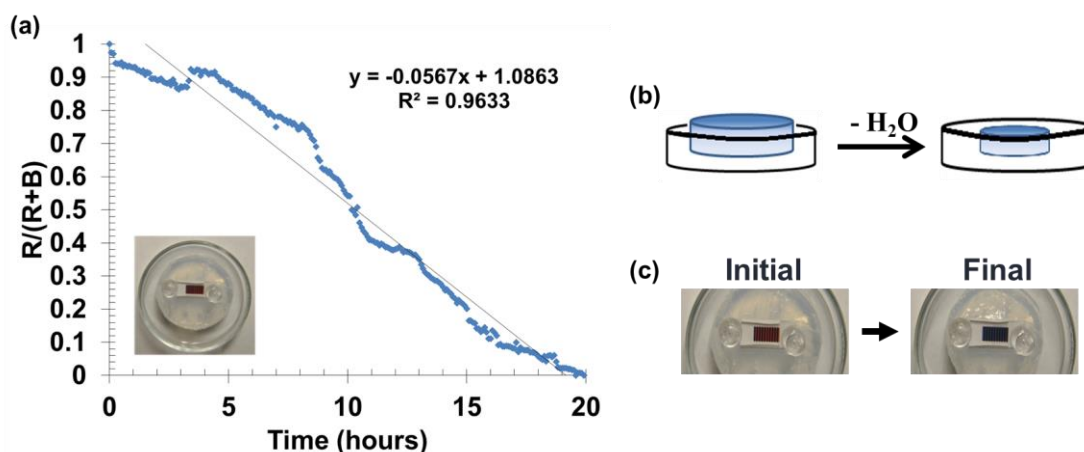 (a)
1
0.9
0.8
0.7
0.6
0.5
0.4
0.3
0.2
0.1
0
R/(R+B)
y = -0.0567x + 1.0863
R² = 0.9633
0 5 10 15 20
Time (hours)
(b)
- H₂O
(c)
Initial Final